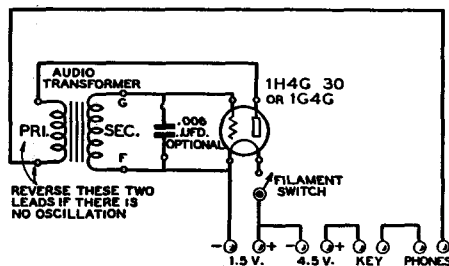 AUDIO
TRANSFORMER
1H4G 30
OR 1G4G
G
PRI.
SEC.
.006
UFD.
OPTIONAL
F
FILAMENT
SWITCH
REVERSE THESE TWO
LEADS IF THERE IS
NO OSCILLATION
- + - +
1.5 V. 4.5 V. KEY PHONES